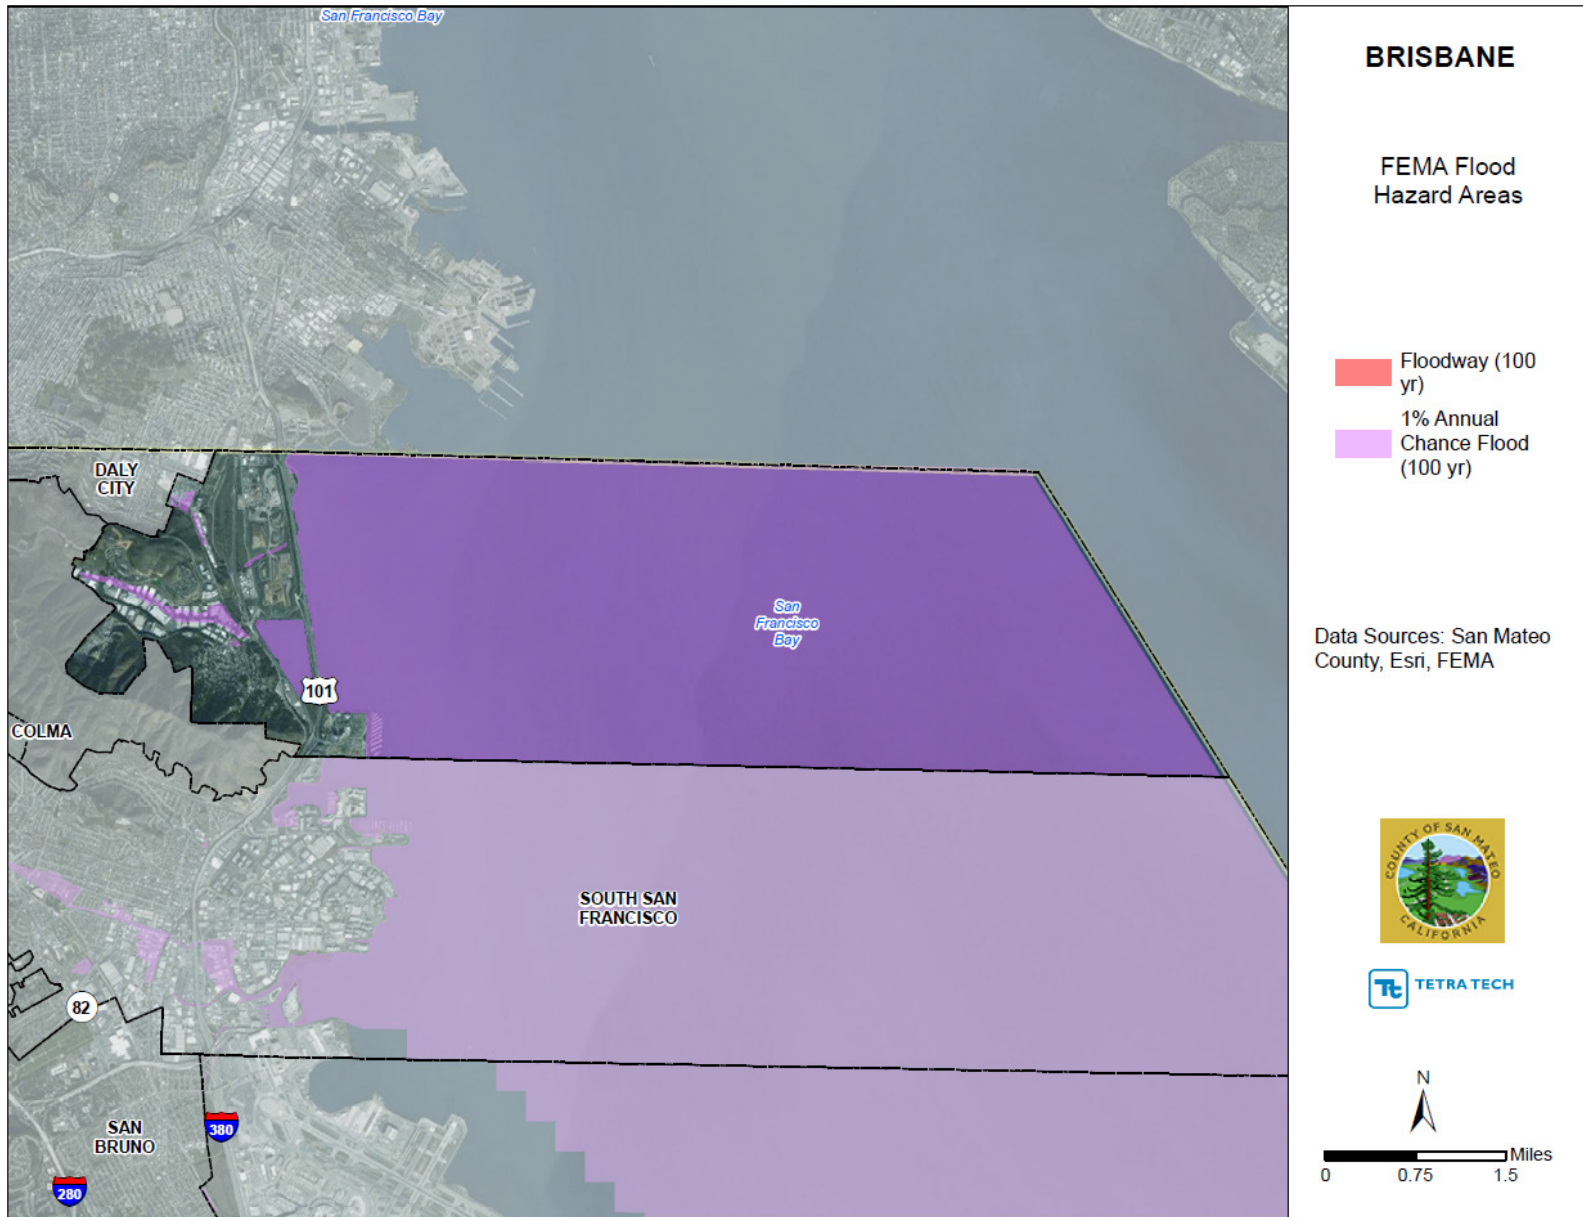 San Francisco Bay
BRISBANE
FEMA Flood
Hazard Areas
Floodway (100
yr)
1% Annual
Chance Flood
(100 yr)
DALY
CITY
San
Francisco
Bay
Data Sources: San Mateo
County, Esri, FEMA
101
COLMA
SOUTH SAN
FRANCISCO
82
SAN
BRUNO
380
280
COUNTY OF SAN MATEO
CALIFORNIA
Tt TETRA TECH
N
Miles
0 0.75 1.5